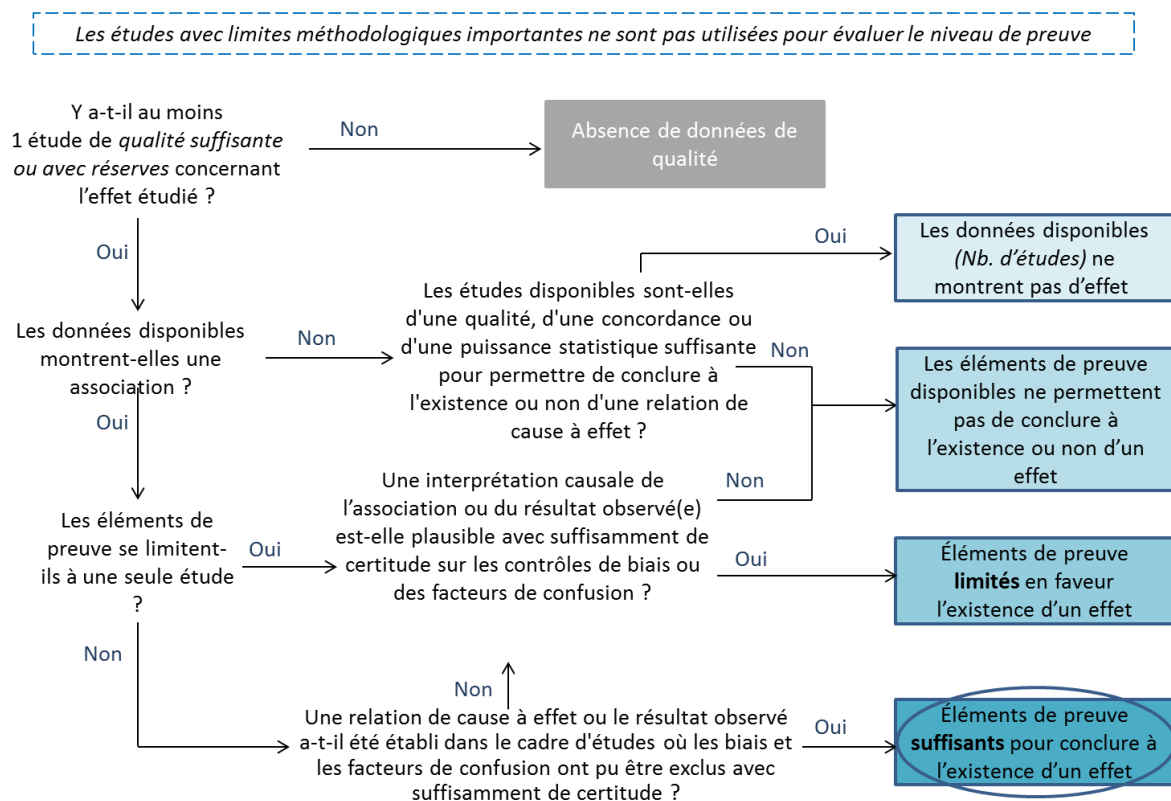 Les études avec limites méthodologiques importantes ne sont pas utilisées pour évaluer le niveau de preuve
Y a-t-il au moins
1 étude de qualité suffisante
ou avec réserves concernant
l’effet étudié ?
Non
Absence de données de
qualité
Oui
Oui
Les données disponibles
(Nb. d’études) ne
montrent pas d’effet
Les données disponibles
montrent-elles une
association ?
Non
Les études disponibles sont-elles
d'une qualité, d'une concordance ou
d'une puissance statistique suffisante
pour permettre de conclure à
l'existence ou non d'une relation de
cause à effet ?
Non
Les éléments de preuve
disponibles ne permettent
pas de conclure à
l’existence ou non d’un
effet
Oui
Les éléments de
preuve se limitent-
ils à une seule étude
?
Oui
Une interprétation causale de
l’association ou du résultat observé(e)
est-elle plausible avec suffisamment de
certitude sur les contrôles de biais ou
des facteurs de confusion ?
Non
Oui
Éléments de preuve
limités en faveur
l’existence d’un effet
Non
Non
Une relation de cause à effet ou le résultat observé
a-t-il été établi dans le cadre d'études où les biais et
les facteurs de confusion ont pu être exclus avec
suffisamment de certitude ?
Oui
Éléments de preuve
suffisants pour conclure à
l’existence d’un effet